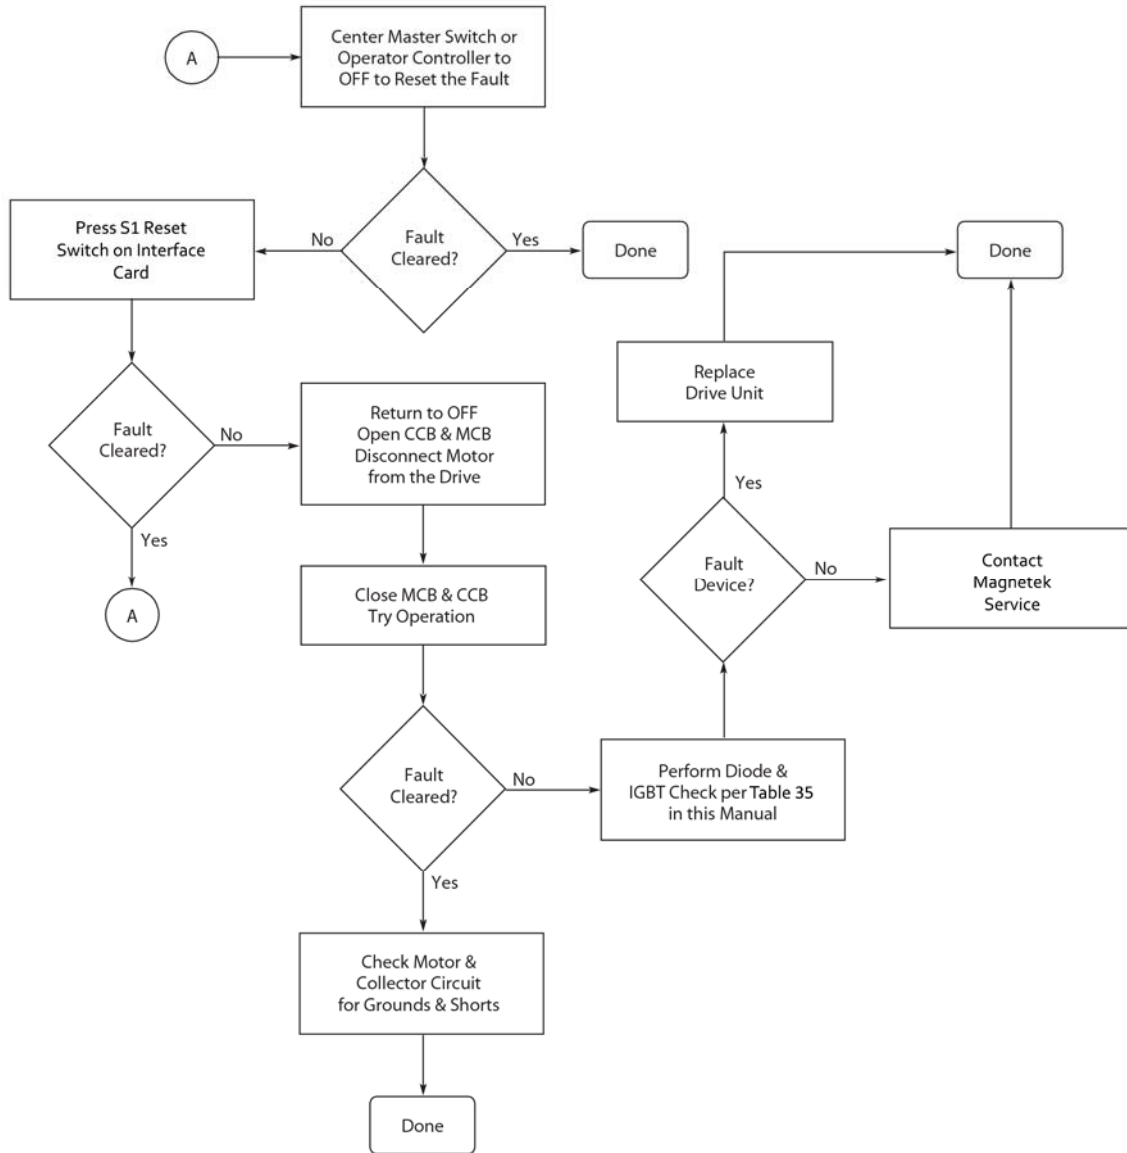 A
Center Master Switch or
Operator Controller to
OFF to Reset the Fault
Fault
Cleared?
No
Yes
Done
Press S1 Reset
Switch on Interface
Card
Fault
Cleared?
No
Yes
A
Return to OFF
Open CCB & MCB
Disconnect Motor
from the Drive
Close MCB & CCB
Try Operation
Fault
Cleared?
No
Yes
Check Motor &
Collector Circuit
for Grounds & Shorts
Done
Perform Diode &
IGBT Check per Table 35
in this Manual
Fault
Device?
Yes
No
Replace
Drive Unit
Contact
Magnetek
Service
Done